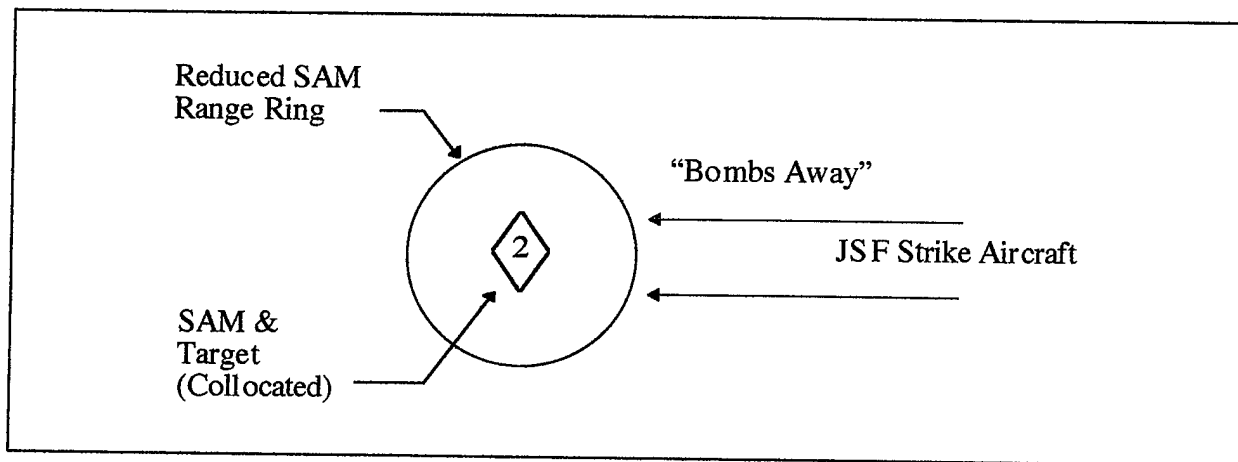 Reduced SAM
Range Ring
“Bombs Away”
2
JSF Strike Aircraft
SAM &
Target
(Collocated)